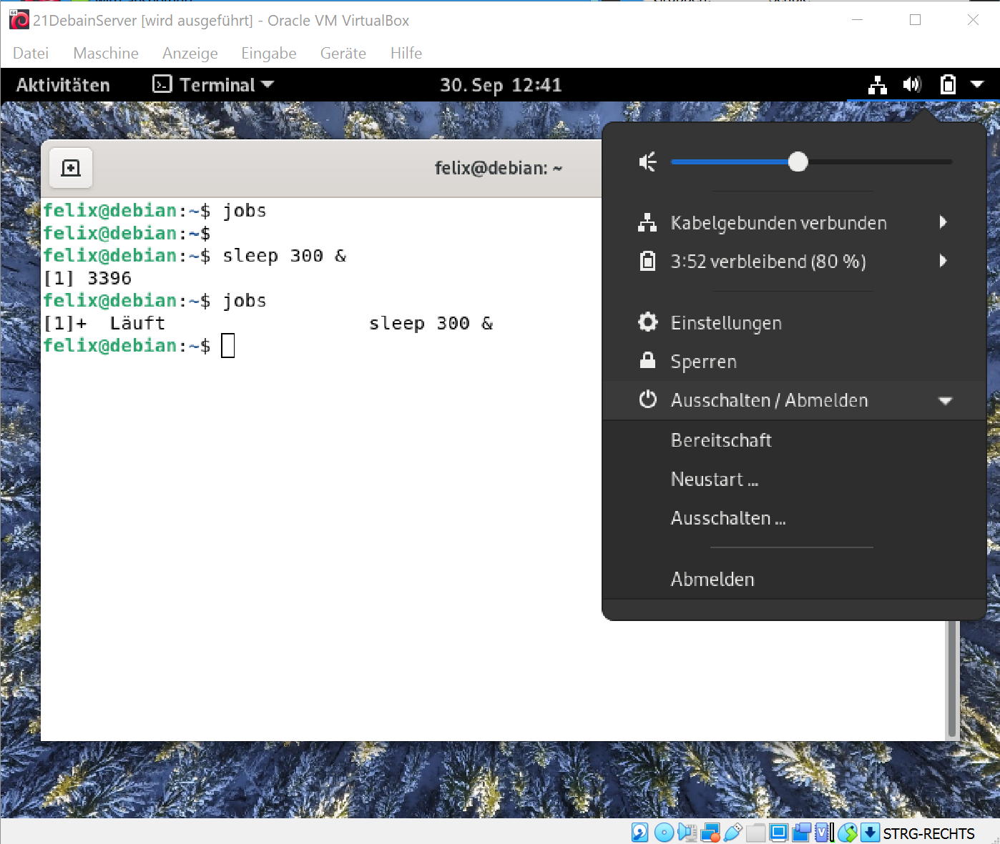 21DebainServer [wird ausgeführt] - Oracle VM VirtualBox
Datei Maschine Anzeige Eingabe Geräte Hilfe
Aktivitäten Terminal 30. Sep 12:41
felix@debian: ~
felix@debian:~$ jobs
felix@debian:~$
felix@debian:~$ sleep 300 &
[1] 3396
felix@debian:~$ jobs
[1]+ Läuft sleep 300 &
felix@debian:~$
Kabelgebunden verbunden
3:52 verbleibend (80 %)
Einstellungen
Sperren
Ausschalten / Abmelden
Bereitschaft
Neustart ...
Ausschalten ...
Abmelden
STRG-RECHTS